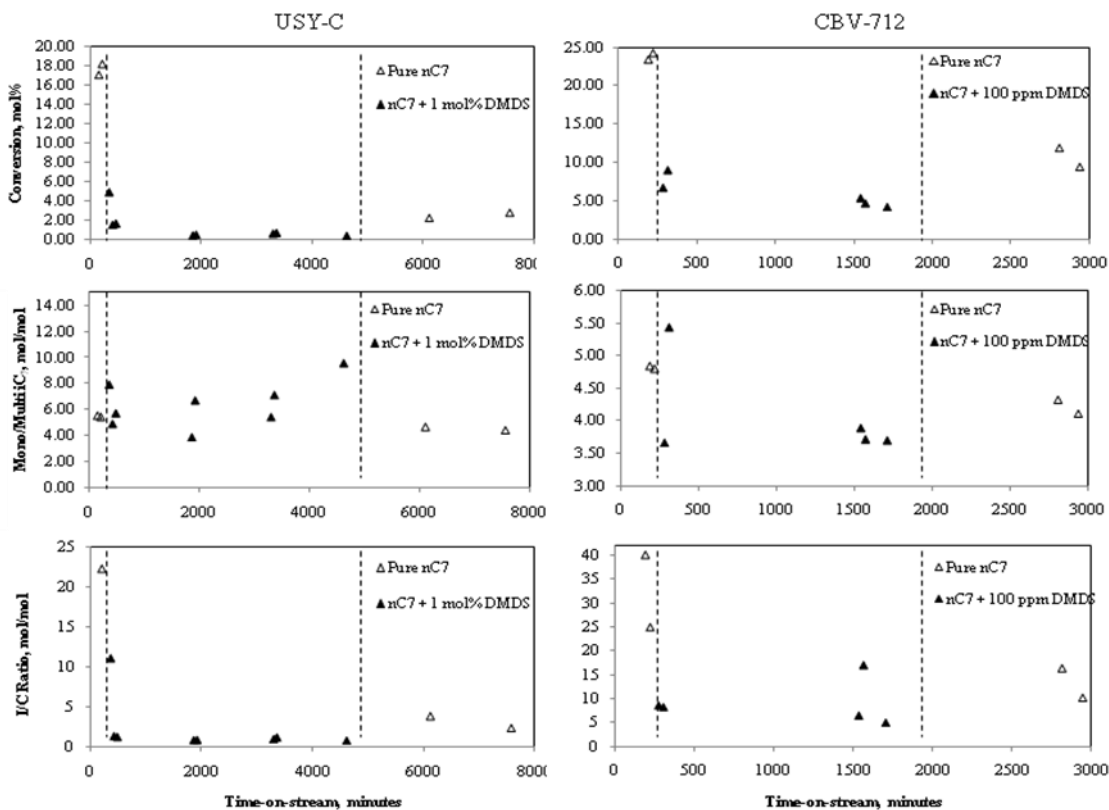 USY-C
CBV-712
Conversion, mol%
20.00
18.00
16.00
14.00
12.00
10.00
8.00
6.00
4.00
2.00
0.00
0 2000 4000 6000 8000
Pure nC7
nC7 + 1 mol% DMDS
25.00
20.00
15.00
10.00
5.00
0.00
0 500 1000 1500 2000 2500 3000
Pure nC7
nC7 + 100 ppm DMDS
Mono/Multi iC7, mol/mol
14.00
12.00
10.00
8.00
6.00
4.00
2.00
0.00
0 2000 4000 6000 8000
Pure nC7
nC7 + 1 mol% DMDS
6.00
5.50
5.00
4.50
4.00
3.50
3.00
0 500 1000 1500 2000 2500 3000
Pure nC7
nC7 + 100 ppm DMDS
I/C Ratio, mol/mol
25
20
15
10
5
0
0 2000 4000 6000 8000
Pure nC7
nC7 + 1 mol% DMDS
Time-on-stream, minutes
40
35
30
25
20
15
10
5
0
0 500 1000 1500 2000 2500 3000
Pure nC7
nC7 + 100 ppm DMDS
Time-on-stream, minutes